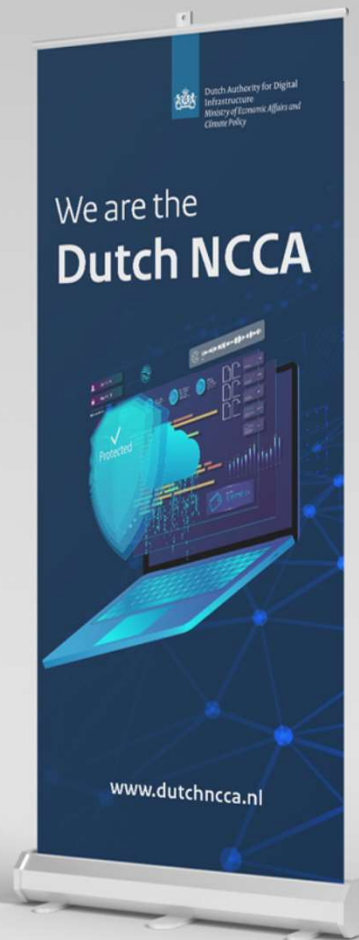 Dutch Authority for Digital
Infrastructure
Ministry of Economic Affairs and
Climate Policy
We are the
Dutch NCCA
Protected
www.dutchncca.nl